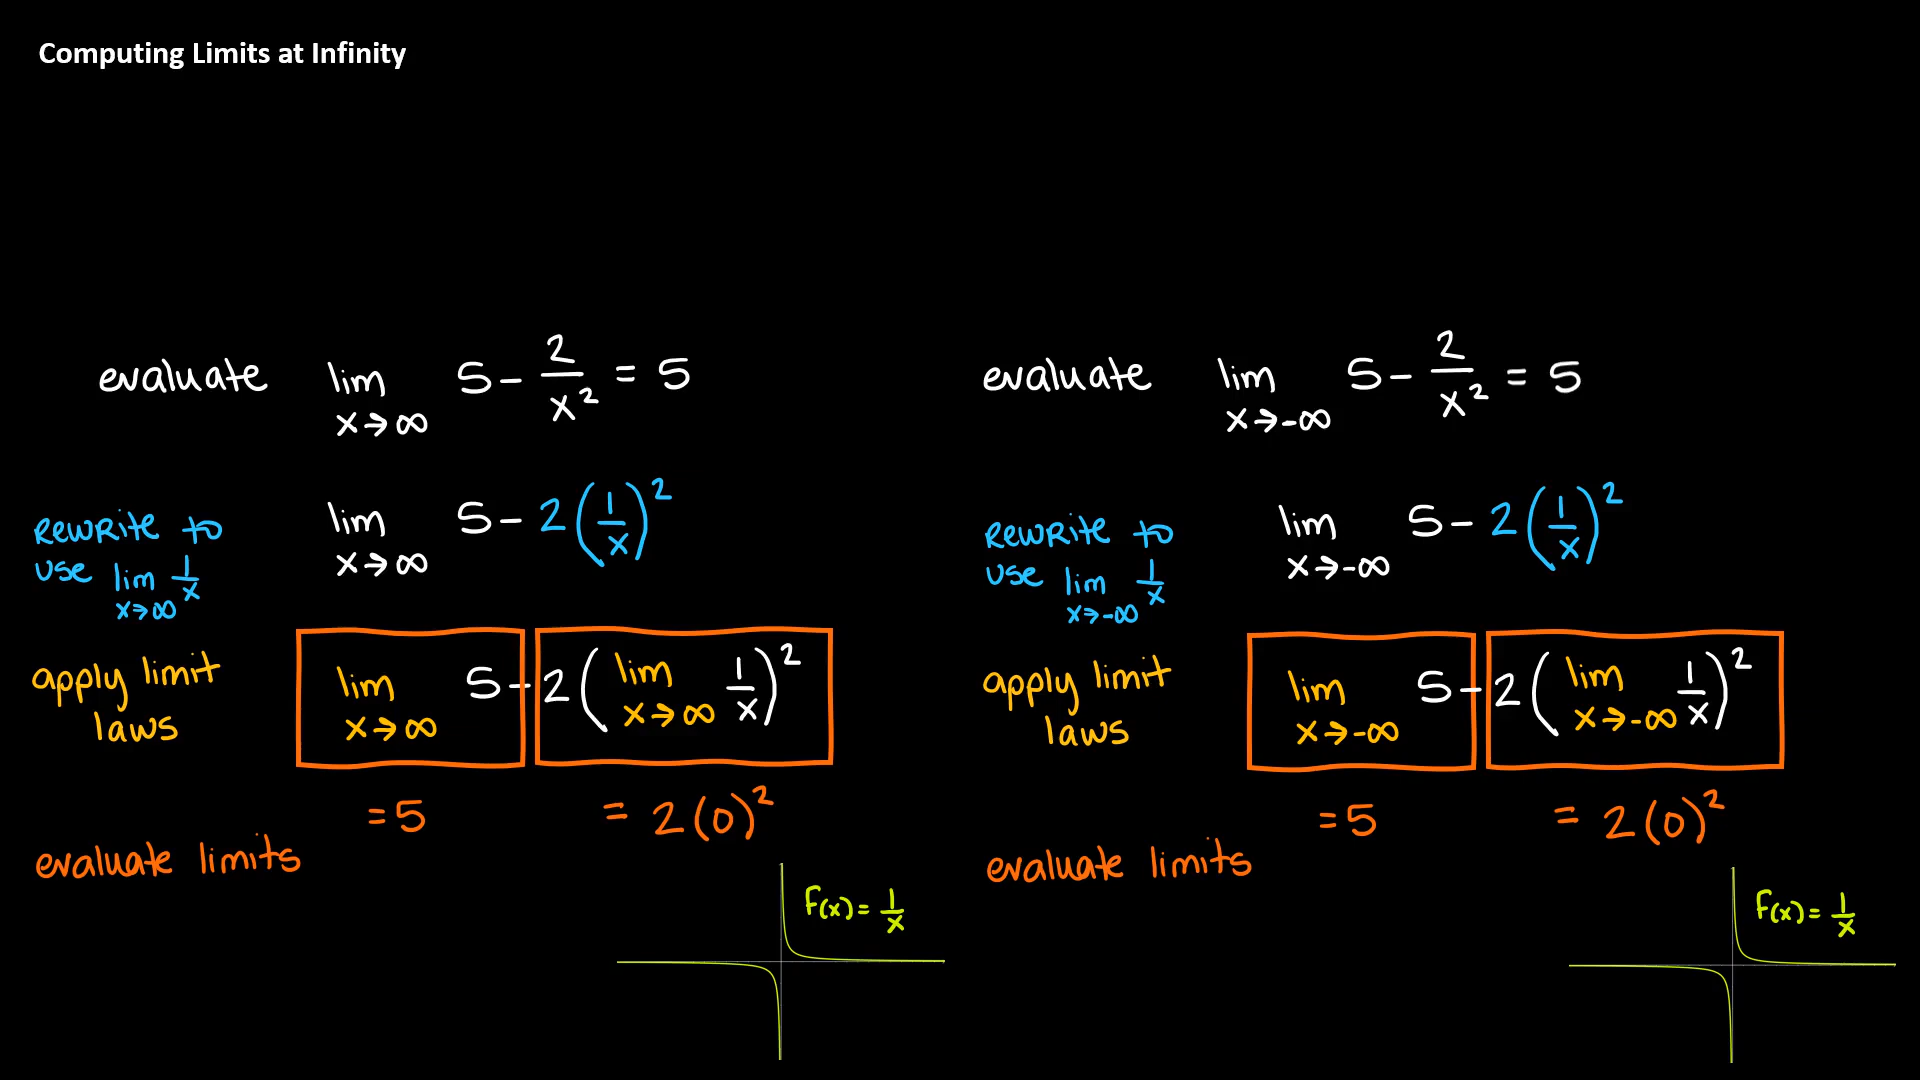 Computing Limits at Infinity
evaluate lim x→∞ 5 - 2/x² = 5
rewrite to use lim x→∞ 1/x
lim x→∞ 5 - 2(1/x)²
apply limit laws
lim x→∞ 5 - 2(lim x→∞ 1/x)²
= 5 = 2(0)²
evaluate limits
f(x) = 1/x
evaluate lim x→-∞ 5 - 2/x² = 5
rewrite to use lim x→-∞ 1/x
lim x→-∞ 5 - 2(1/x)²
apply limit laws
lim x→-∞ 5 - 2(lim x→-∞ 1/x)²
= 5 = 2(0)²
evaluate limits
f(x) = 1/x